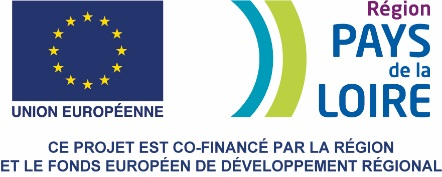 UNION EUROPÉENNE
Région
PAYS
de la
LOIRE
CE PROJET EST CO-FINANCÉ PAR LA RÉGION
ET LE FONDS EUROPÉEN DE DÉVELOPPEMENT RÉGIONAL